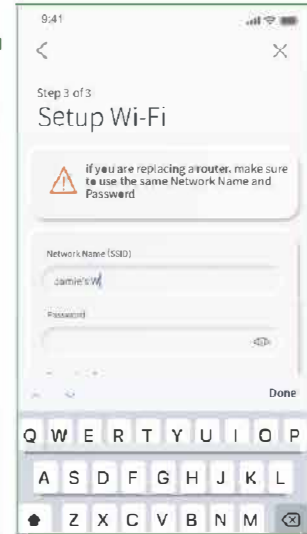 9:41
Step 3 of 3
Setup Wi-Fi
if you are replacing a router, make sure
to use the same Network Name and
Password
Network Name (SSID)
Jamie's W
Password
Done
Q W E R T Y U I O P
A S D F G H J K L
Z X C V B N M